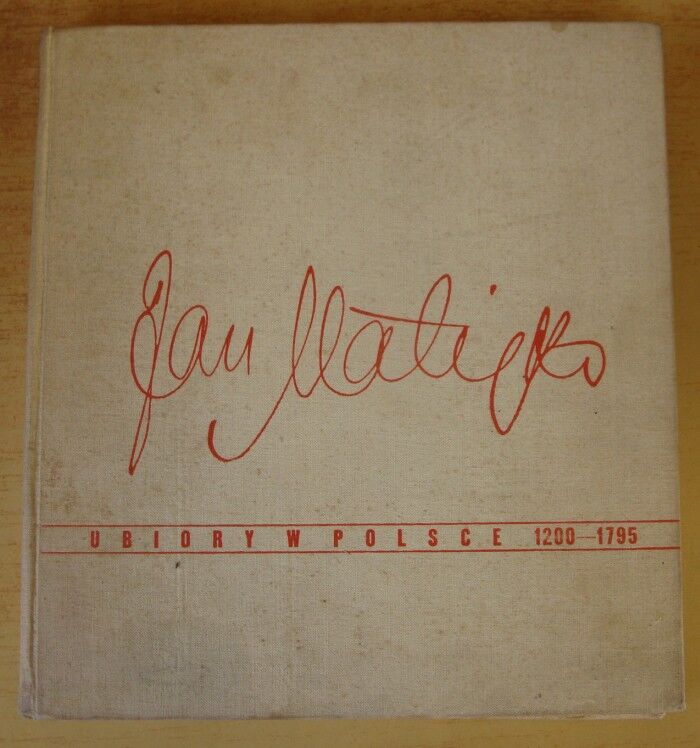 Jan Matejko
UBIORY W POLSCE 1200—1795